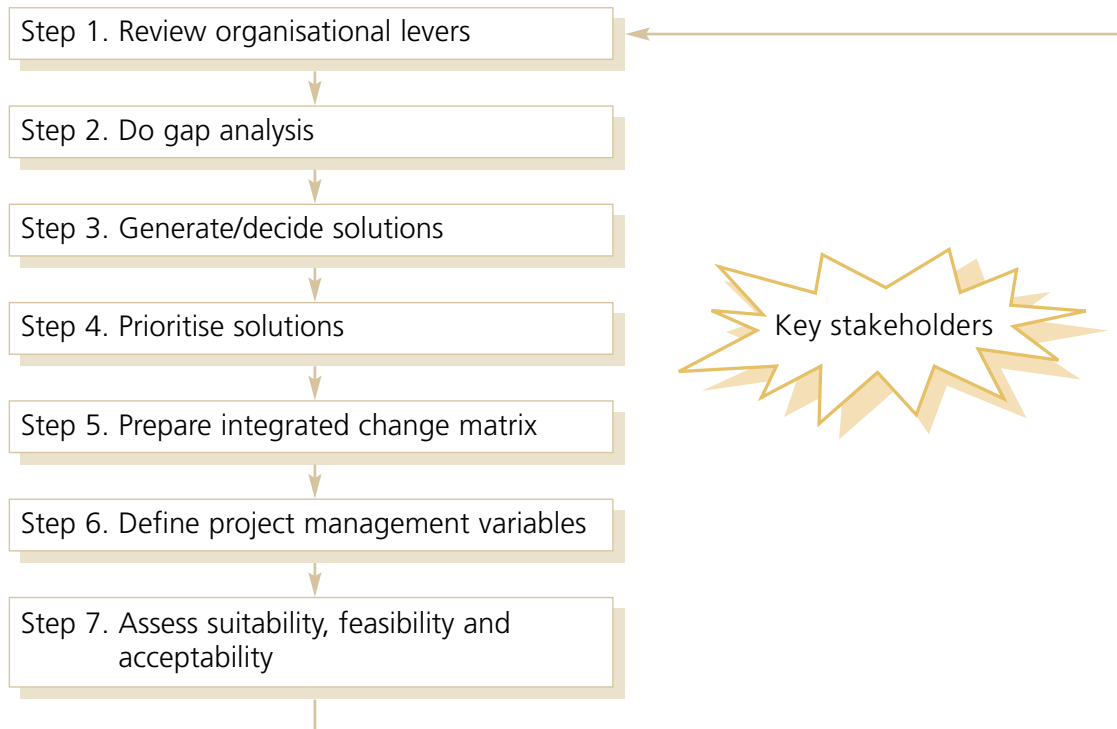 Step 1. Review organisational levers
Step 2. Do gap analysis
Step 3. Generate/decide solutions
Step 4. Prioritise solutions
Key stakeholders
Step 5. Prepare integrated change matrix
Step 6. Define project management variables
Step 7. Assess suitability, feasibility and
acceptability